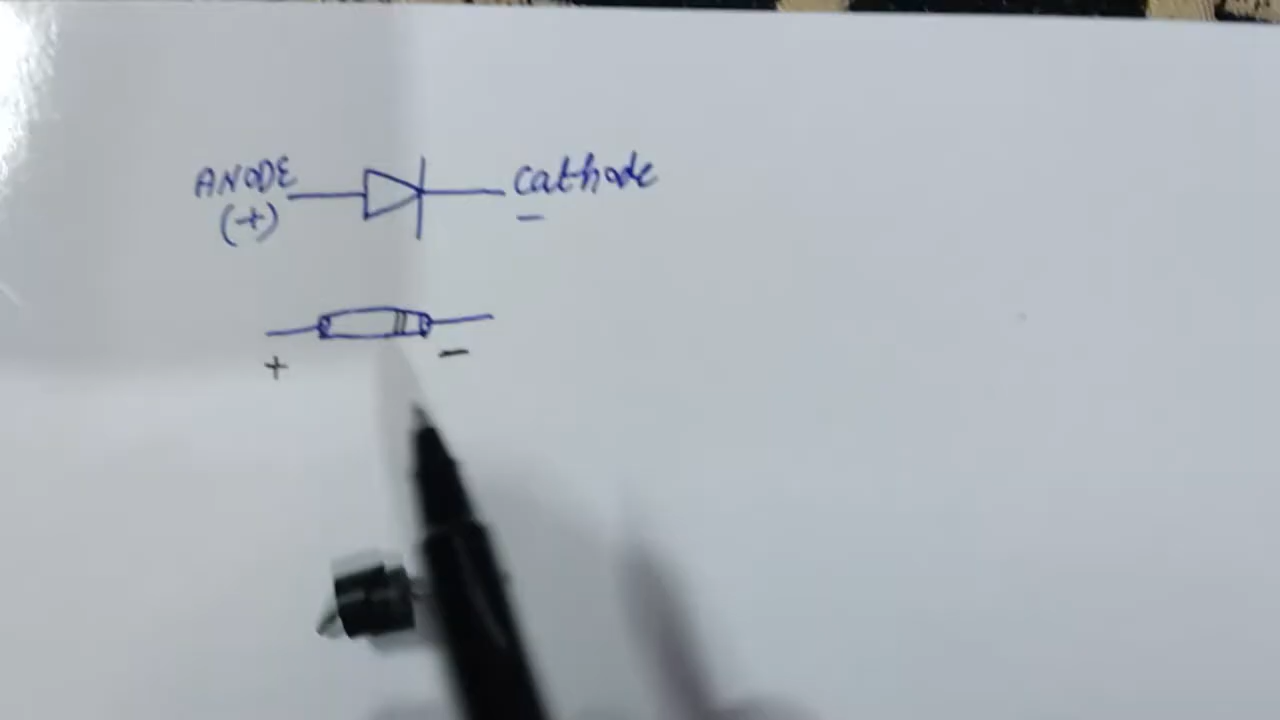 ANODE Cathode
(+) -
+ -